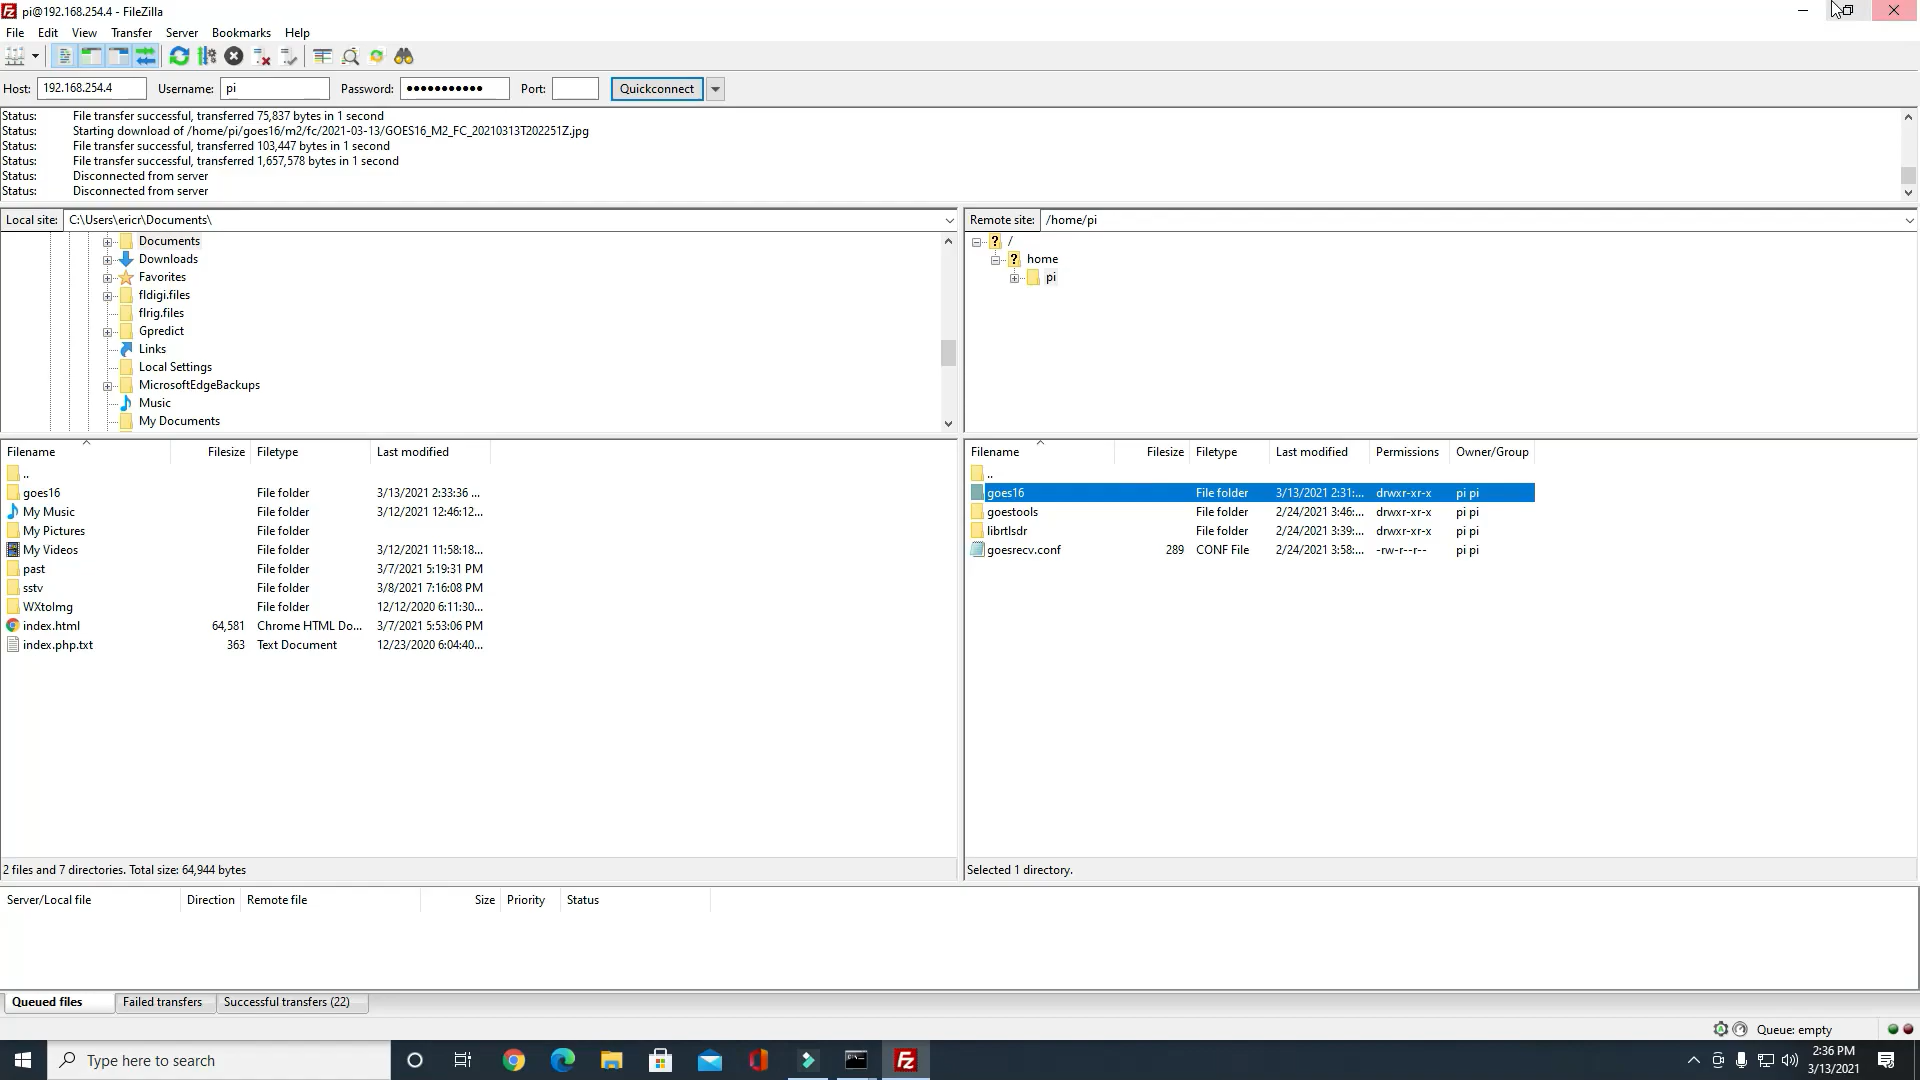 pi@192.168.254.4 - FileZilla
File Edit View Transfer Server Bookmarks Help
Host: 192.168.254.4 Username: pi Password: ●●●●●●●●●●● Port: Quickconnect
Status: File transfer successful, transferred 75,837 bytes in 1 second
Status: Starting download of /home/pi/goes16/m2/fc/2021-03-13/GOES16_M2_FC_20210313T202251Z.jpg
Status: File transfer successful, transferred 103,447 bytes in 1 second
Status: File transfer successful, transferred 1,657,578 bytes in 1 second
Status: Disconnected from server
Status: Disconnected from server
Local site: C:\Users\ericr\Documents\
Documents
Downloads
Favorites
fldigi.files
flrig.files
Gpredict
Links
Local Settings
MicrosoftEdgeBackups
Music
My Documents
Remote site: /home/pi
/
home
pi
Filename Filesize Filetype Last modified
..
goes16 File folder 3/13/2021 2:33:36 ...
My Music File folder 3/12/2021 12:46:12...
My Pictures File folder
My Videos File folder 3/12/2021 11:58:18...
past File folder 3/7/2021 5:19:31 PM
sstv File folder 3/8/2021 7:16:08 PM
WXtoImg File folder 12/12/2020 6:11:30...
index.html 64,581 Chrome HTML Do... 3/7/2021 5:53:06 PM
index.php.txt 363 Text Document 12/23/2020 6:04:40...
2 files and 7 directories. Total size: 64,944 bytes
Filename Filesize Filetype Last modified Permissions Owner/Group
..
goes16 File folder 3/13/2021 2:31:... drwxr-xr-x pi pi
goestools File folder 2/24/2021 3:46:... drwxr-xr-x pi pi
librtlsdr File folder 2/24/2021 3:39:... drwxr-xr-x pi pi
goesrecv.conf 289 CONF File 2/24/2021 3:58:... -rw-r--r-- pi pi
Selected 1 directory.
Server/Local file Direction Remote file Size Priority Status
Queued files Failed transfers Successful transfers (22)
Queue: empty
Type here to search
2:36 PM
3/13/2021